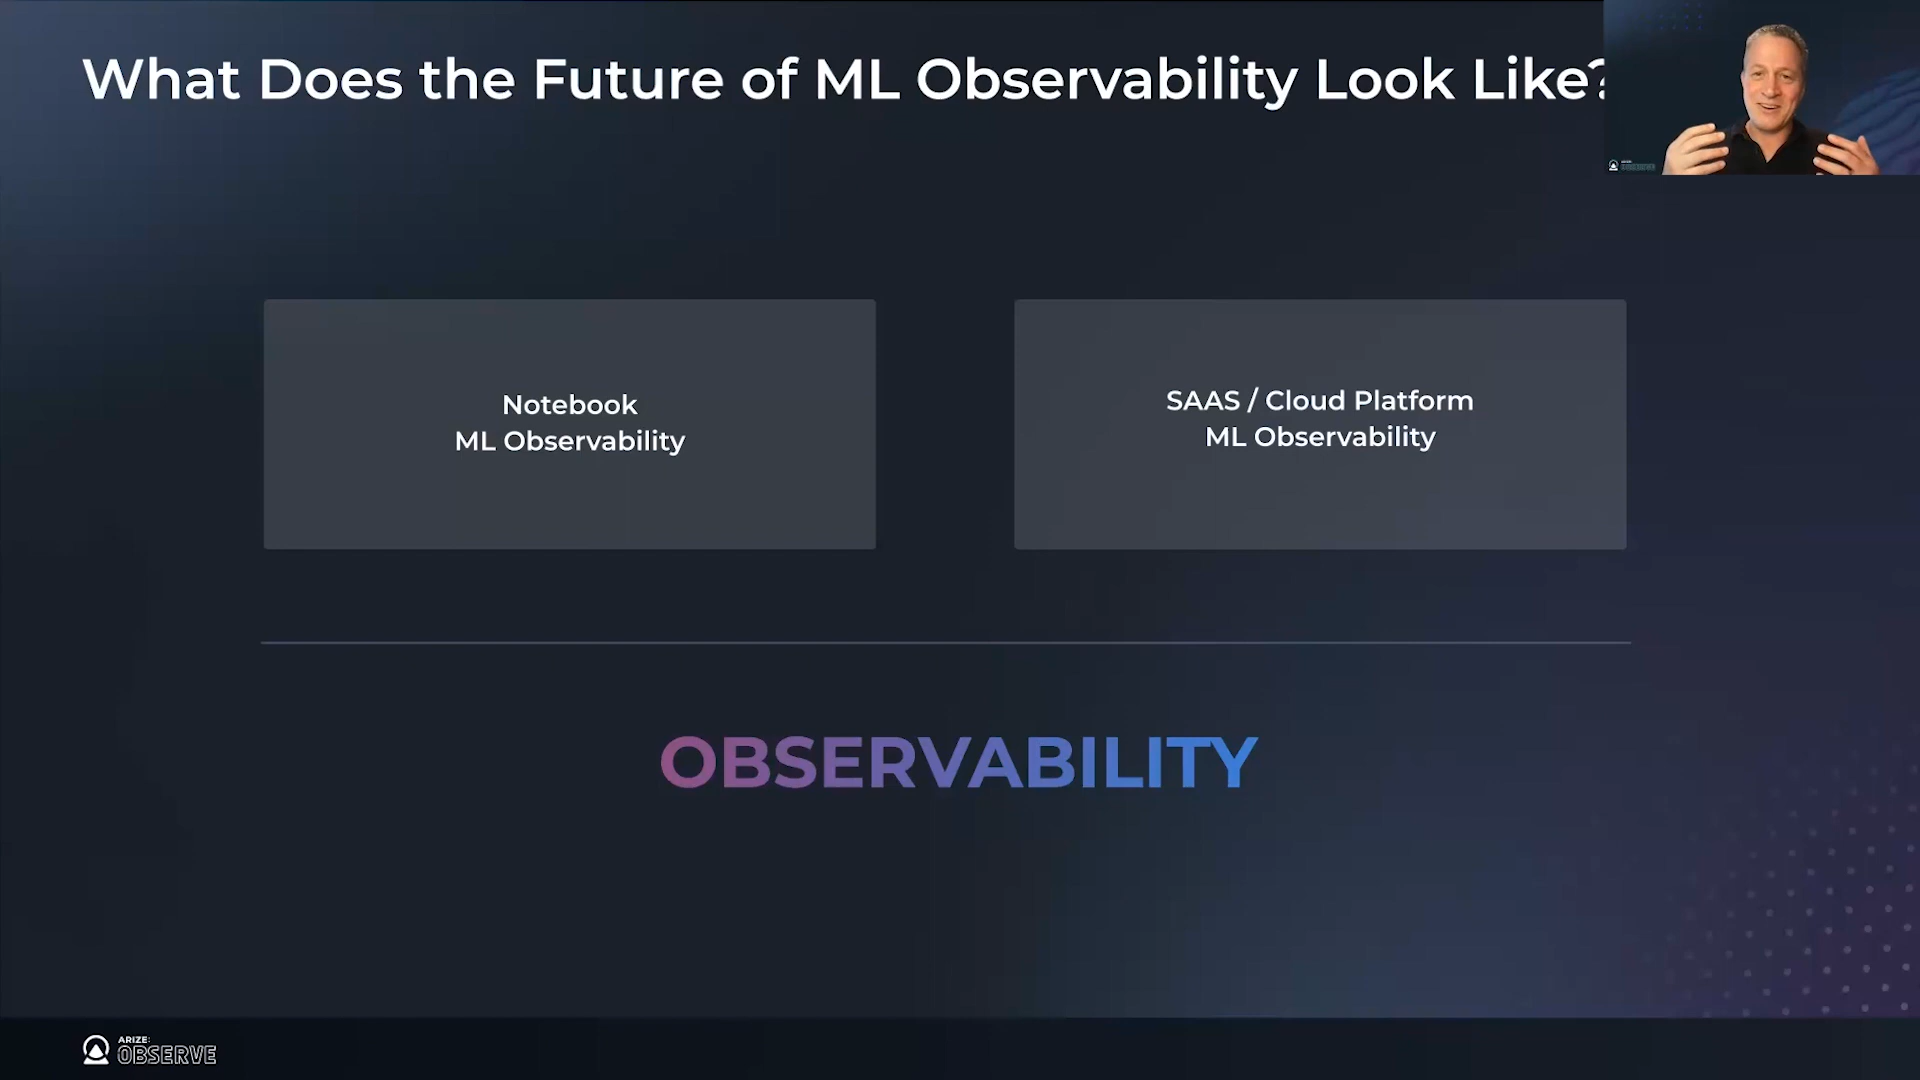 What Does the Future of ML Observability Look Like?
Notebook
ML Observability
SAAS / Cloud Platform
ML Observability
OBSERVABILITY
ARIZE:
OBSERVE